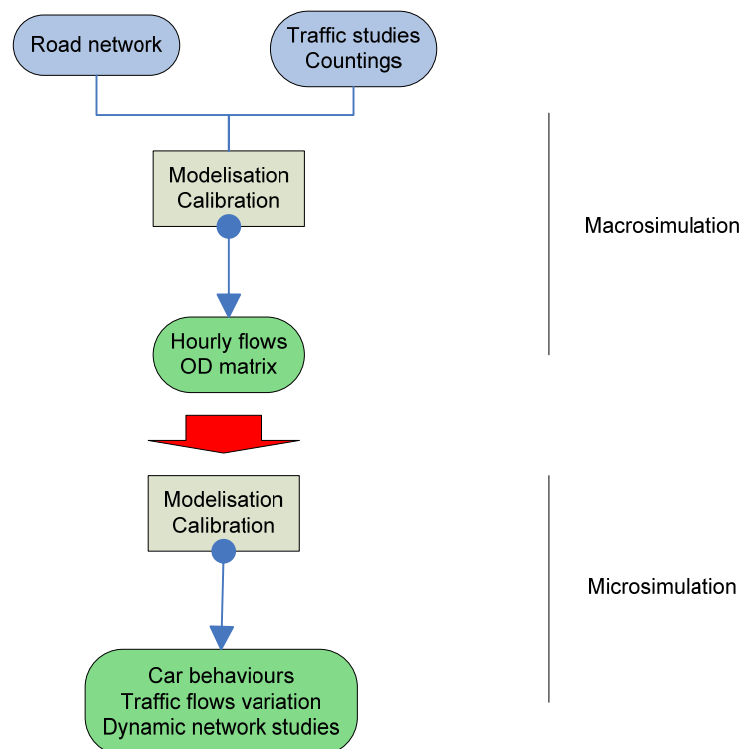 Road network
Traffic studies
Countings
Modelisation
Calibration
Macrosimulation
Hourly flows
OD matrix
Modelisation
Calibration
Microsimulation
Car behaviours
Traffic flows variation
Dynamic network studies